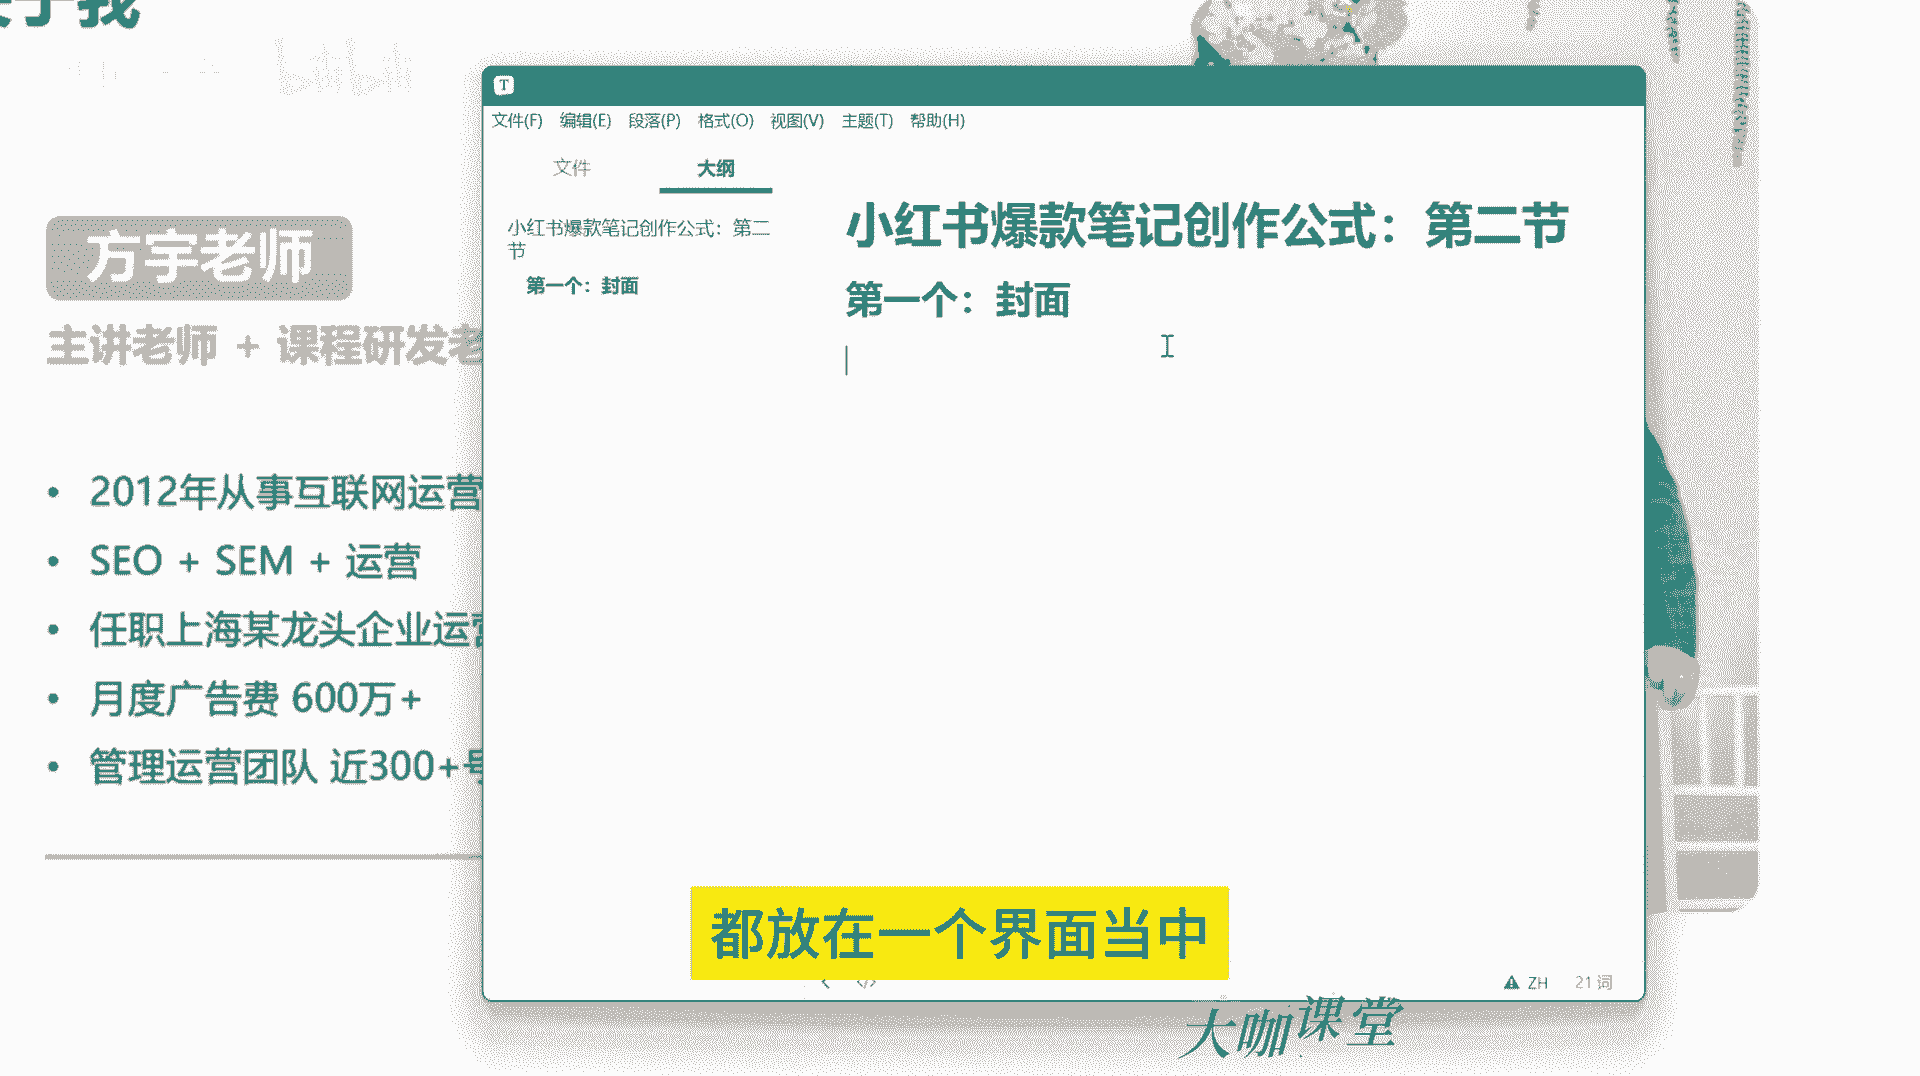 方宇老师
主讲老师 + 课程研发老
2012年从事互联网运营
SEO + SEM + 运营
任职上海某龙头企业运营
月度广告费 600万+
管理运营团队 近300+号
T
文件(F) 编辑(E) 段落(P) 格式(O) 视图(V) 主题(T) 帮助(H)
文件 大纲
小红书爆款笔记创作公式：第二
节
第一个：封面
小红书爆款笔记创作公式：第二节
第一个：封面
都放在一个界面当中
ZH 21 词
大咖课堂